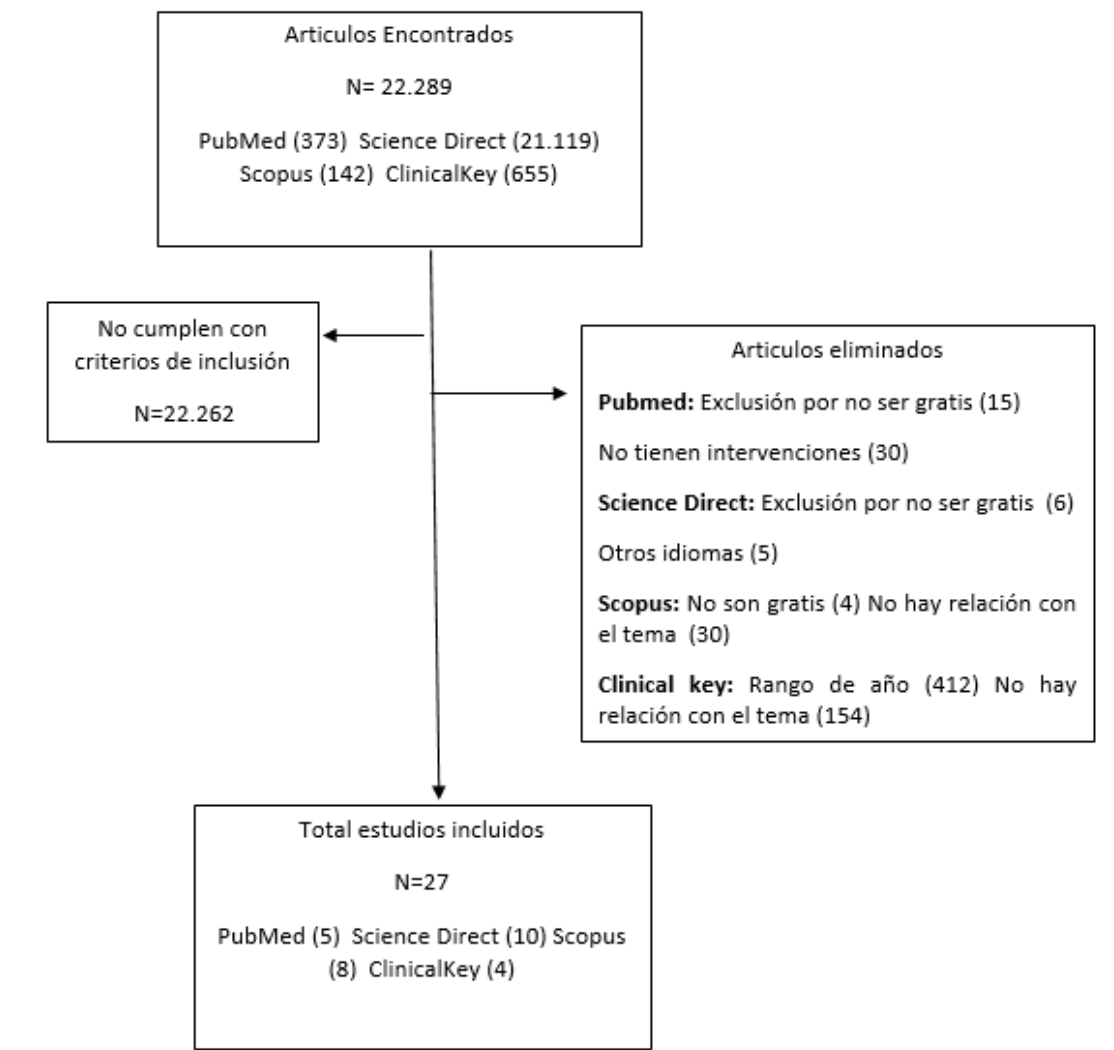 Articulos Encontrados
N= 22.289
PubMed (373) Science Direct (21.119)
Scopus (142) ClinicalKey (655)
No cumplen con
criterios de inclusión
N=22.262
Articulos eliminados
Pubmed: Exclusión por no ser gratis (15)
No tienen intervenciones (30)
Science Direct: Exclusión por no ser gratis (6)
Otros idiomas (5)
Scopus: No son gratis (4) No hay relación con
el tema (30)
Clinical key: Rango de año (412) No hay
relación con el tema (154)
Total estudios incluidos
N=27
PubMed (5) Science Direct (10) Scopus
(8) ClinicalKey (4)